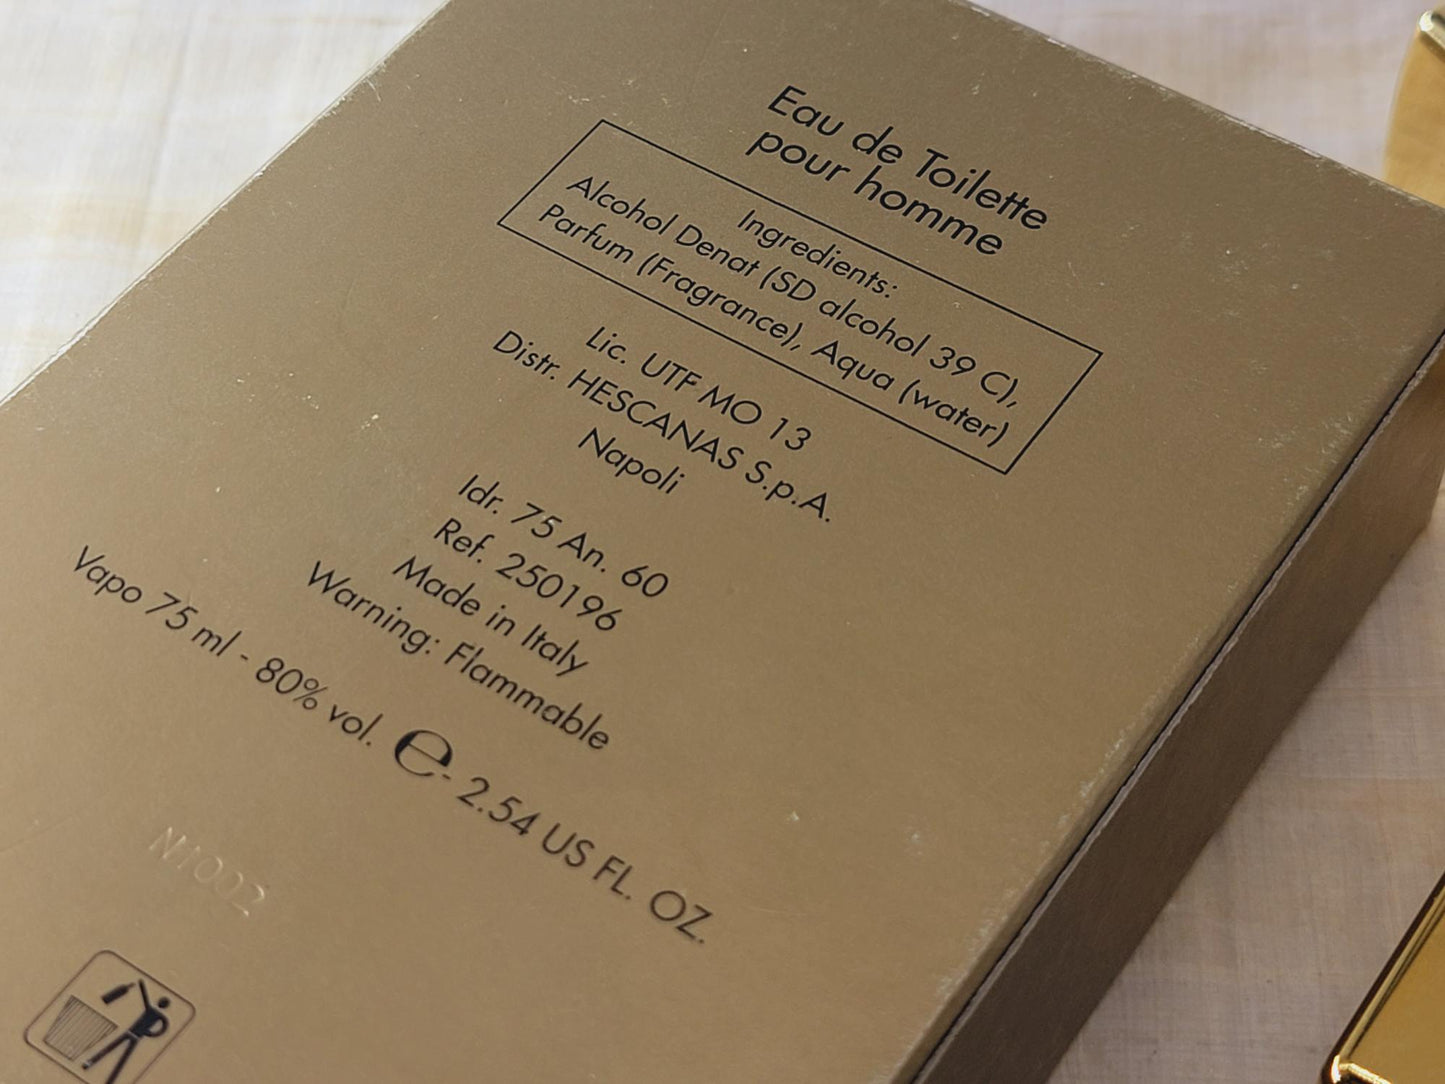 Eau de Toilette
pour homme
Ingredients:
Alcohol Denat (SD alcohol 39 C),
Parfum (Fragrance), Aqua (water)
Lic. UTF MO 13
Distr. HESCANAS S.p.A.
Napoli
Idr. 75 An. 60
Ref. 250196
Made in Italy
Warning: Flammable
Vapo 75 ml - 80% vol. ℮ - 2.54 US FL. OZ.